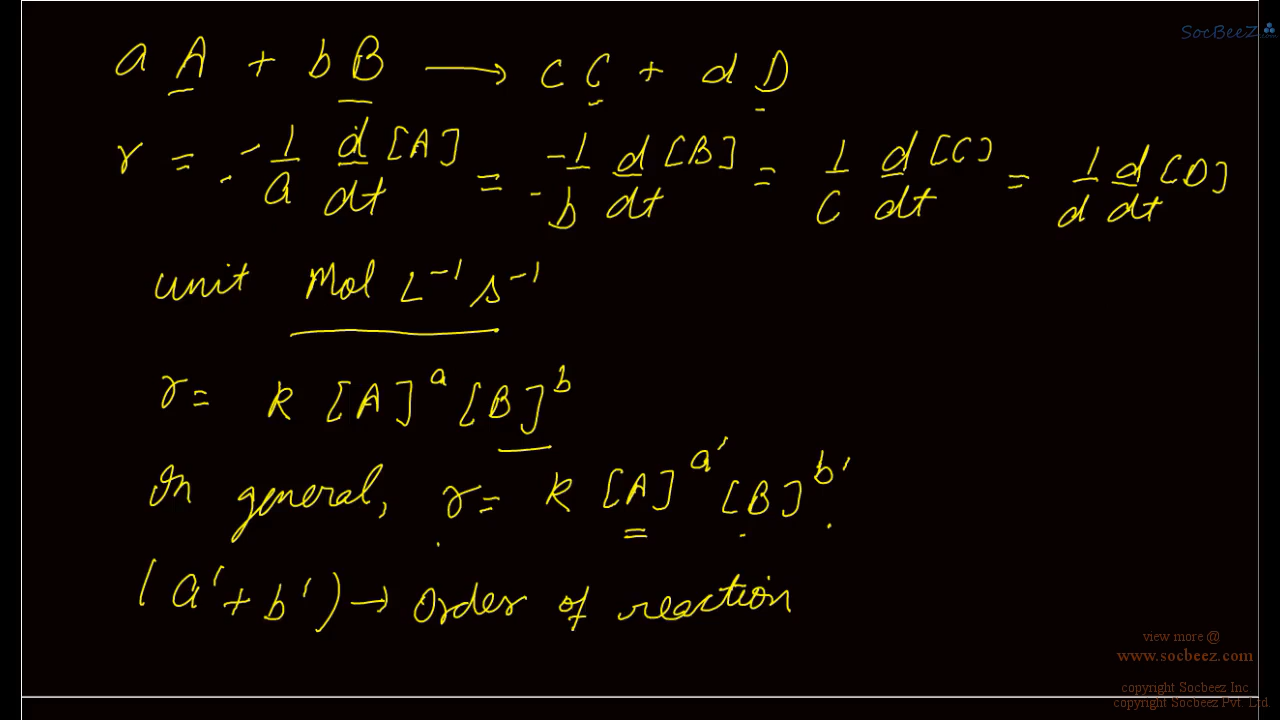 SocBeeZ.com
a A + b B ⟶ c C + d D
r = -1/a d/dt [A] = -1/b d/dt [B] = 1/c d/dt [C] = 1/d d/dt [D]
unit Mol L⁻¹ s⁻¹
r = k [A]ᵃ [B]ᵇ
In general, r = k [A]ᵃ′ [B]ᵇ′
(a′ + b′) → Order of reaction
view more @
www.socbeez.com
copyright Socbeez Inc
copyright Socbeez Pvt. Ltd.